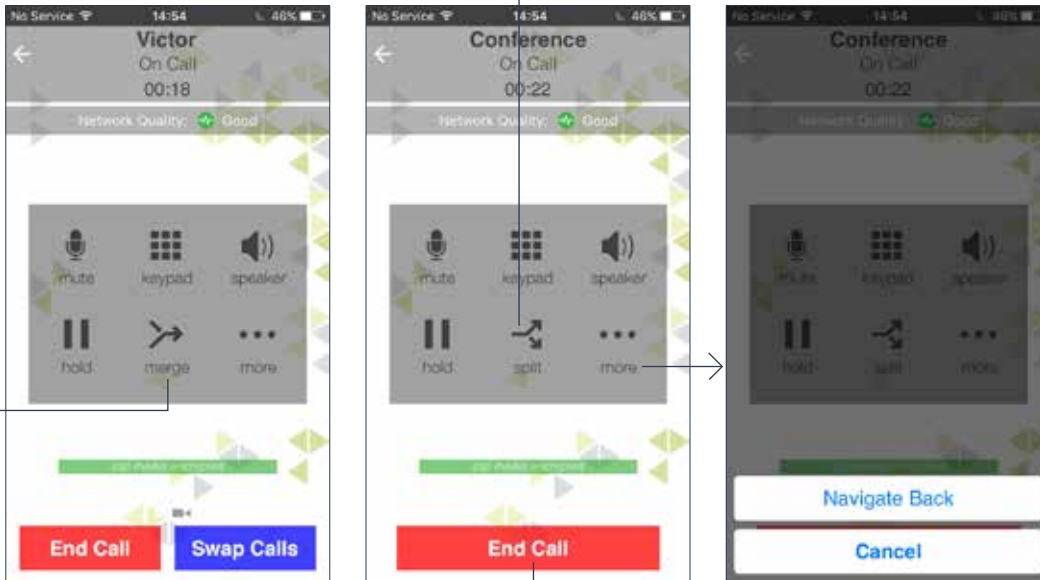 No Service 14:54 46%
Victor
On Call
00:18
Network Quality: Good
mute keypad speaker
hold merge more
End Call Swap Calls
No Service 14:54 46%
Conference
On Call
00:22
Network Quality: Good
mute keypad speaker
hold split more
End Call
No Service 14:54 46%
Conference
On Call
00:22
Network Quality: Good
mute keypad speaker
hold split more
Navigate Back
Cancel